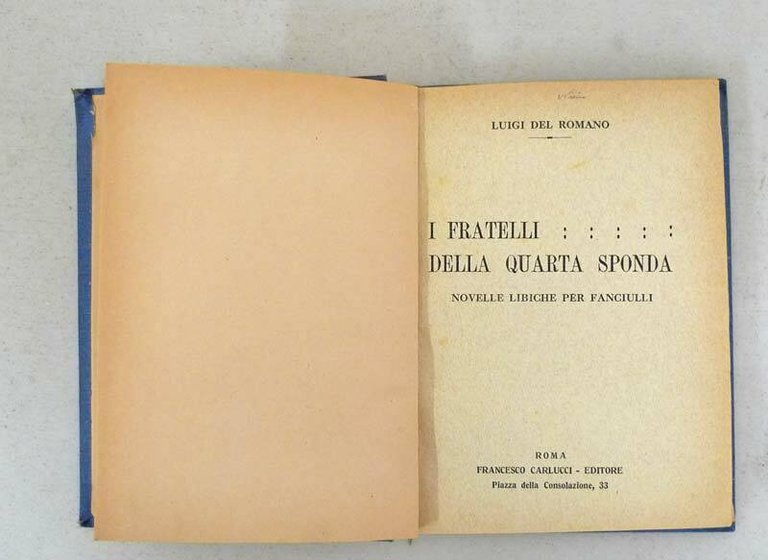 LUIGI DEL ROMANO
I FRATELLI : : : : :
DELLA QUARTA SPONDA
NOVELLE LIBICHE PER FANCIULLI
ROMA
FRANCESCO CARLUCCI - EDITORE
Piazza della Consolazione, 33